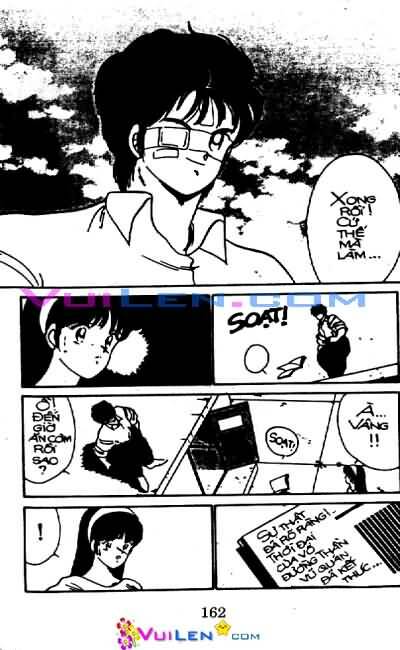 XONG
RỒI!
CỨ
THẾ
MÀ
LÀM...
VUILEN.COM
SOẠT!
Ồ!
ĐẾN
GIỜ
ĂN CƠM
RỒI
SAO
?
SOẠT!
À...
VÂNG
!!
!
SỰ THẬT
ĐÃ RÕ RÀNG!
THỜI ĐẠI
CỦA VÕ
ĐƯỜNG THẦN
VŨ QUÁN
ĐÃ KẾT
THÚC...
162
VUILEN.COM